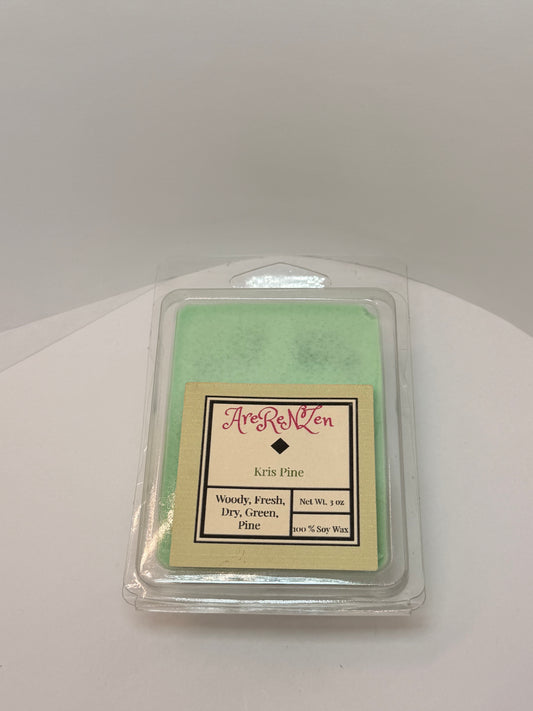 AreReNZen
Kris Pine
Woody, Fresh,
Dry, Green,
Pine
Net Wt. 3 oz
100 % Soy Wax